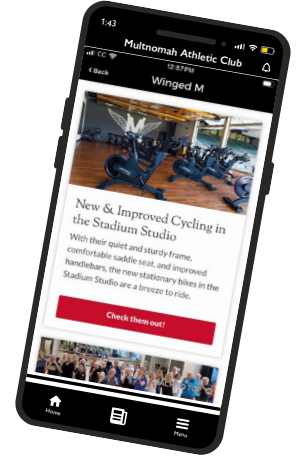 1:43
Multnomah Athletic Club
CC
12:57PM
Back
Winged M
New & Improved Cycling in
the Stadium Studio
With their quiet and sturdy frame,
comfortable saddle seat, and improved
handlebars, the new stationary bikes in the
Stadium Studio are a breeze to ride.
Check them out!
Home
Menu